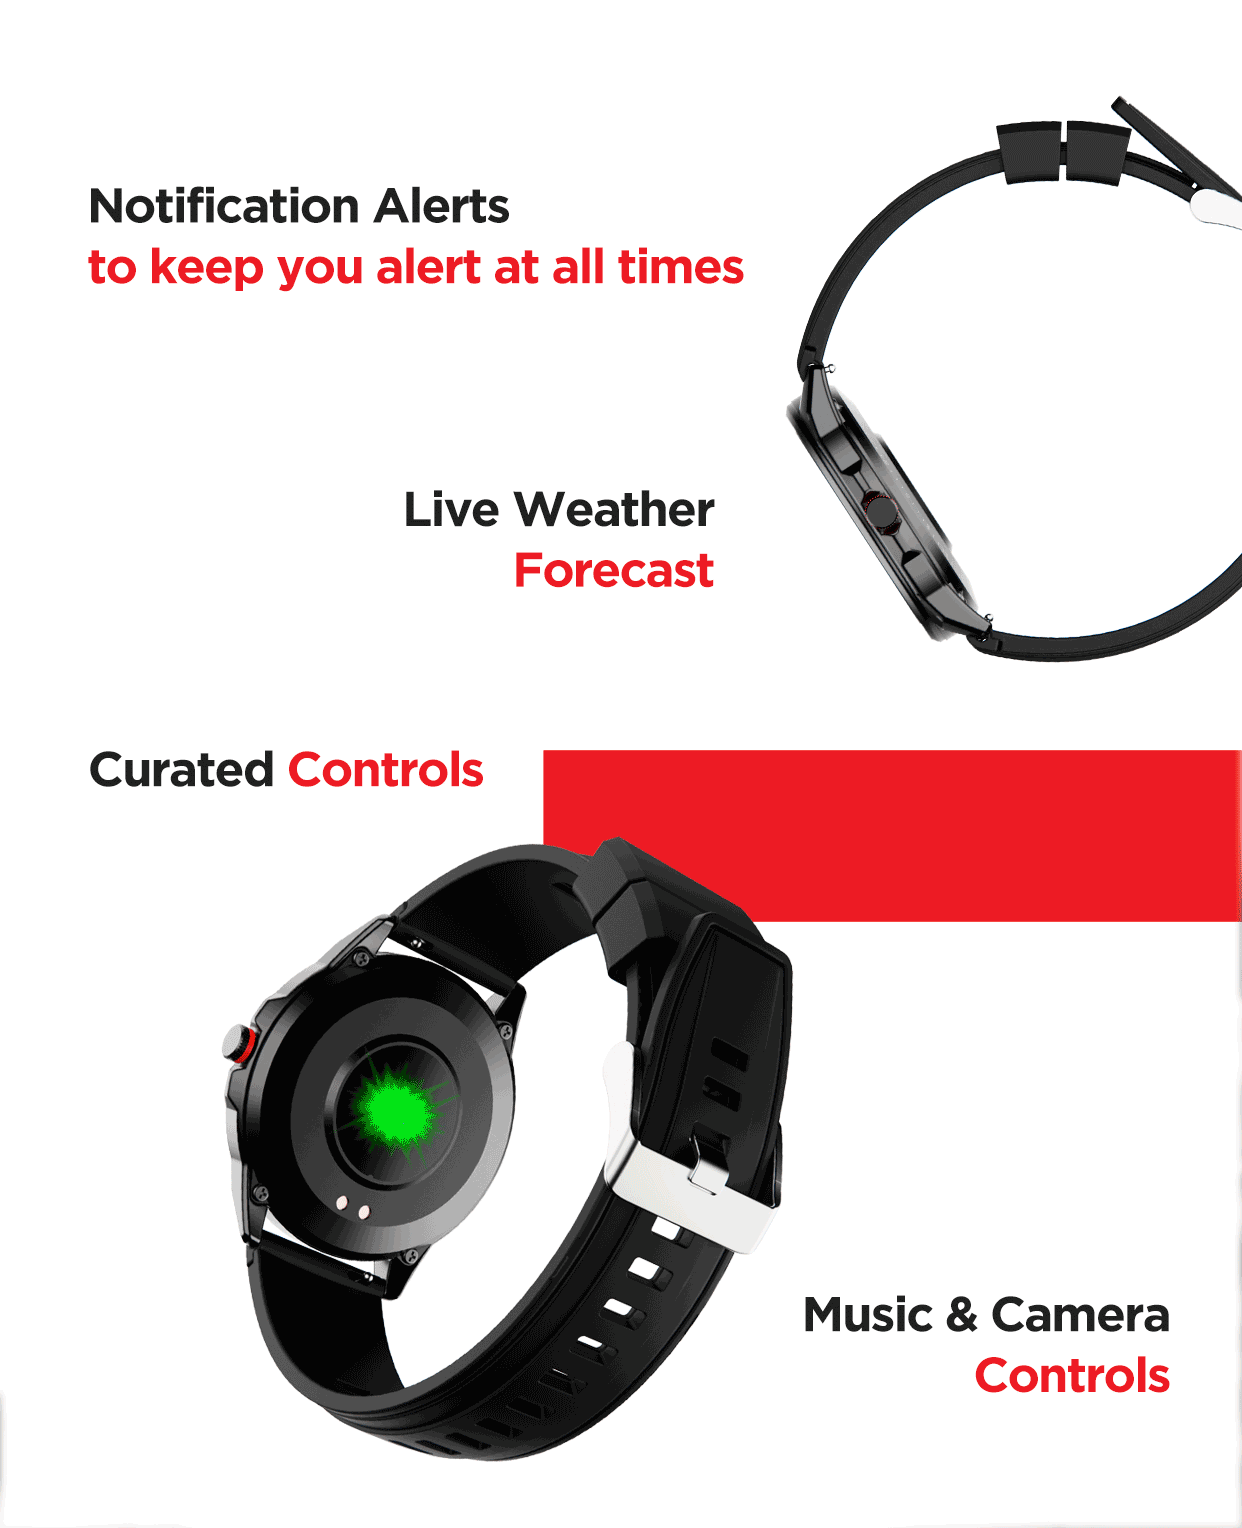 Notification Alerts
to keep you alert at all times
Live Weather
Forecast
Curated Controls
Music & Camera
Controls